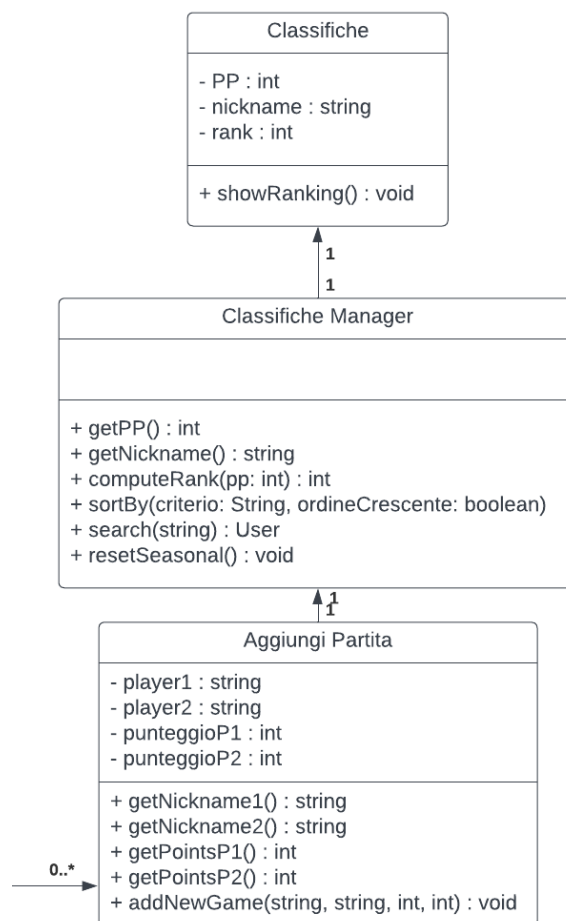 Classifiche
- PP : int
- nickname : string
- rank : int
+ showRanking() : void
1
1
Classifiche Manager
+ getPP() : int
+ getNickname() : string
+ computeRank(pp: int) : int
+ sortBy(criterio: String, ordineCrescente: boolean)
+ search(string) : User
+ resetSeasonal() : void
1
1
Aggiungi Partita
- player1 : string
- player2 : string
- punteggioP1 : int
- punteggioP2 : int
+ getNickname1() : string
+ getNickname2() : string
+ getPointsP1() : int
+ getPointsP2() : int
+ addNewGame(string, string, int, int) : void
0..*